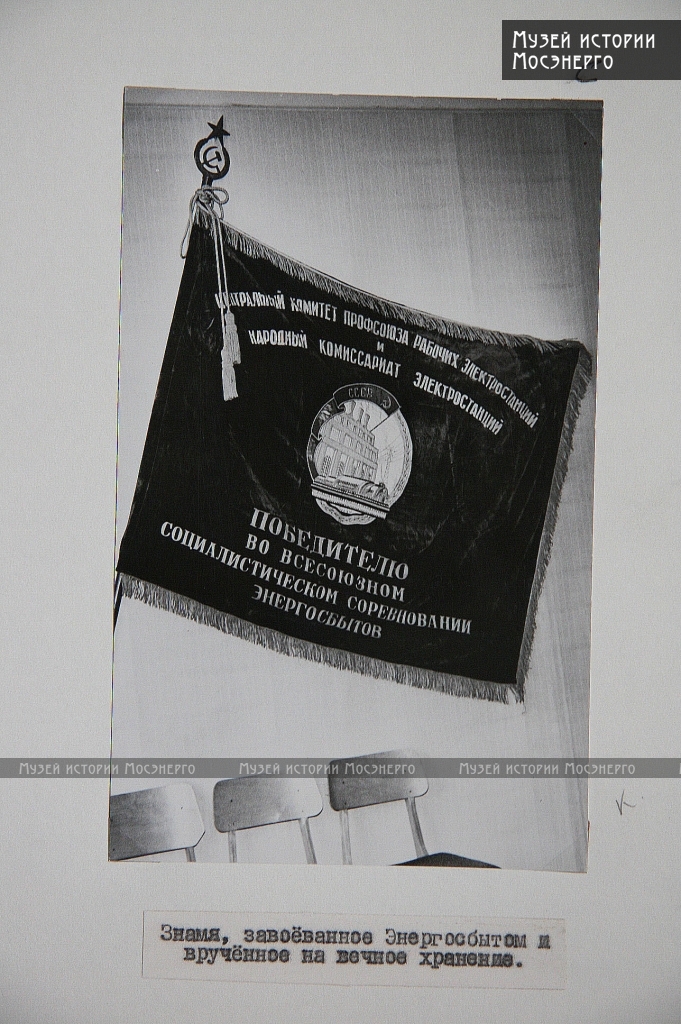 Музей истории
Мосэнерго
ЦЕНТРАЛЬНЫЙ КОМИТЕТ ПРОФСОЮЗА РАБОЧИХ ЭЛЕКТРОСТАНЦИЙ
И
НАРОДНЫЙ КОМИССАРИАТ ЭЛЕКТРОСТАНЦИЙ
СССР
ПОБЕДИТЕЛЮ
ВО ВСЕСОЮЗНОМ
СОЦИАЛИСТИЧЕСКОМ СОРЕВНОВАНИИ
ЭНЕРГОСБЫТОВ
Музей истории Мосэнерго Музей истории Мосэнерго Музей истории Мосэнерго
К.
Знамя, завоёванное Энергосбытом и
вручённое на вечное хранение.